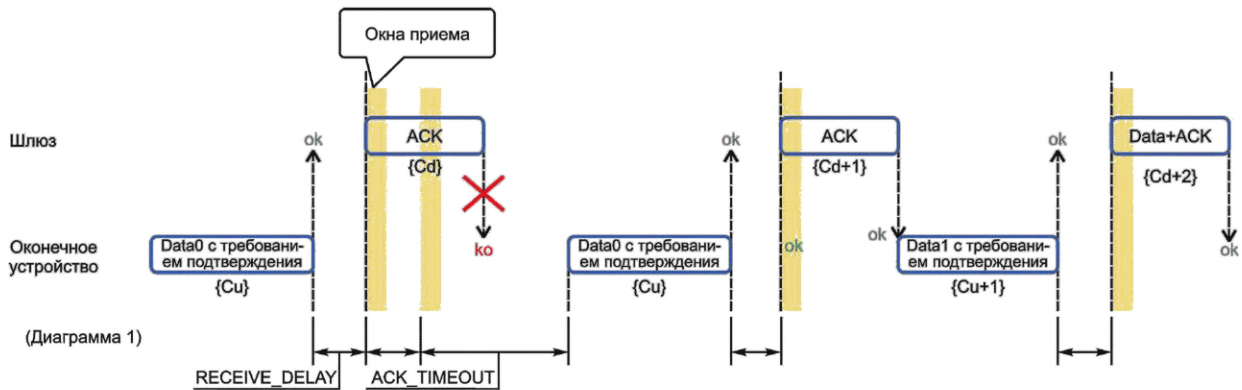 Окна приема
Шлюз
ok
ACK
{Cd}
ok
ACK
{Cd+1}
ok
Data+ACK
{Cd+2}
Оконечное
устройство
Data0 с требовани-
ем подтверждения
{Cu}
ko
Data0 с требовани-
ем подтверждения
{Cu}
ok
ok
Data1 с требовани-
ем подтверждения
{Cu+1}
ok
(Диаграмма 1)
RECEIVE_DELAY
ACK_TIMEOUT